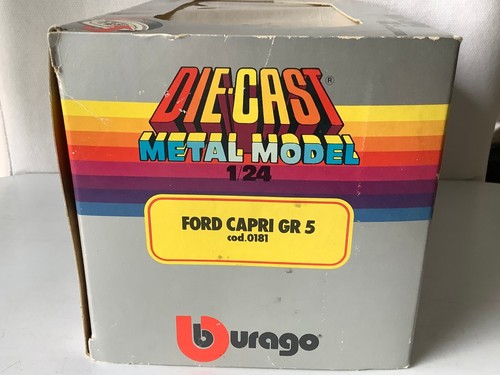 DIE-CAST®
METAL MODEL
1/24
FORD CAPRI GR 5
cod.0181
Burago®